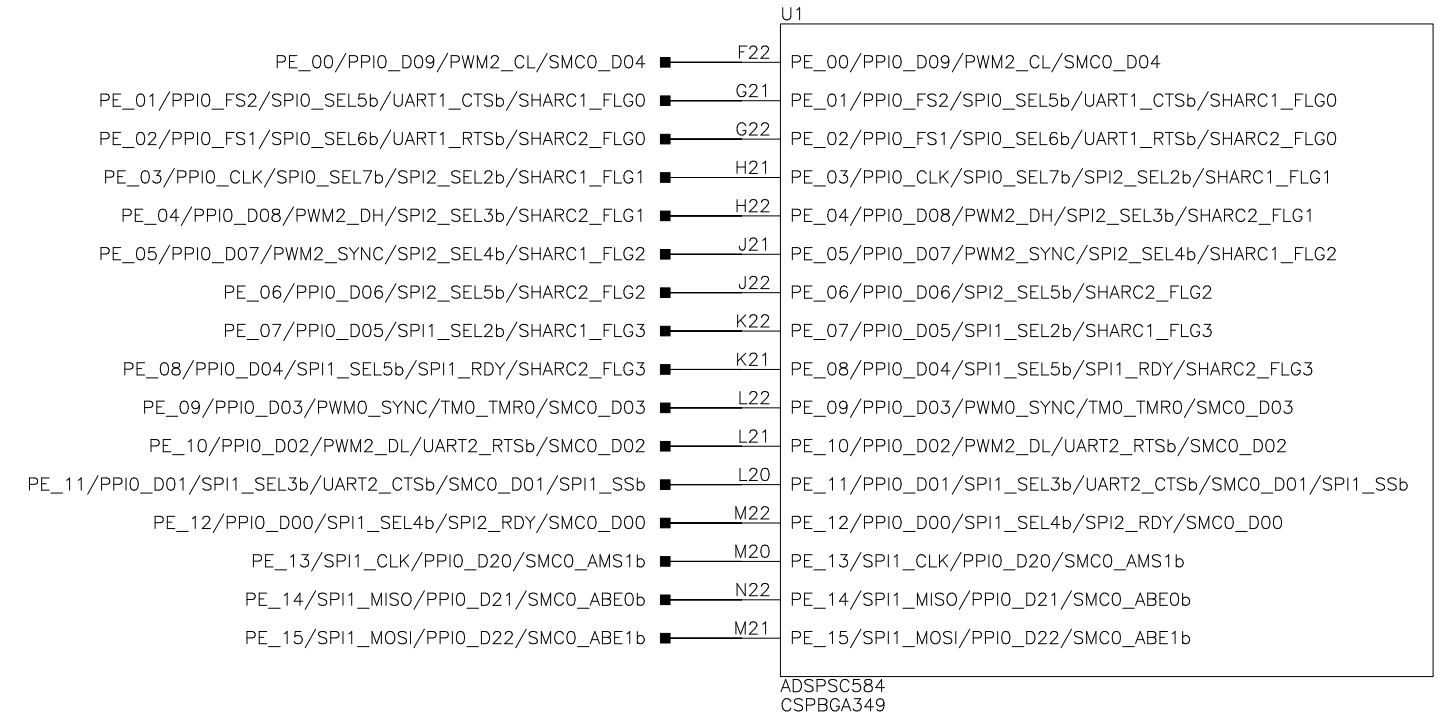 U1
PE_00/PPI0_D09/PWM2_CL/SMC0_D04 F22 PE_00/PPI0_D09/PWM2_CL/SMC0_D04
PE_01/PPI0_FS2/SPI0_SEL5b/UART1_CTSb/SHARC1_FLG0 G21 PE_01/PPI0_FS2/SPI0_SEL5b/UART1_CTSb/SHARC1_FLG0
PE_02/PPI0_FS1/SPI0_SEL6b/UART1_RTSb/SHARC2_FLG0 G22 PE_02/PPI0_FS1/SPI0_SEL6b/UART1_RTSb/SHARC2_FLG0
PE_03/PPI0_CLK/SPI0_SEL7b/SPI2_SEL2b/SHARC1_FLG1 H21 PE_03/PPI0_CLK/SPI0_SEL7b/SPI2_SEL2b/SHARC1_FLG1
PE_04/PPI0_D08/PWM2_DH/SPI2_SEL3b/SHARC2_FLG1 H22 PE_04/PPI0_D08/PWM2_DH/SPI2_SEL3b/SHARC2_FLG1
PE_05/PPI0_D07/PWM2_SYNC/SPI2_SEL4b/SHARC1_FLG2 J21 PE_05/PPI0_D07/PWM2_SYNC/SPI2_SEL4b/SHARC1_FLG2
PE_06/PPI0_D06/SPI2_SEL5b/SHARC2_FLG2 J22 PE_06/PPI0_D06/SPI2_SEL5b/SHARC2_FLG2
PE_07/PPI0_D05/SPI1_SEL2b/SHARC1_FLG3 K22 PE_07/PPI0_D05/SPI1_SEL2b/SHARC1_FLG3
PE_08/PPI0_D04/SPI1_SEL5b/SPI1_RDY/SHARC2_FLG3 K21 PE_08/PPI0_D04/SPI1_SEL5b/SPI1_RDY/SHARC2_FLG3
PE_09/PPI0_D03/PWM0_SYNC/TM0_TMR0/SMC0_D03 L22 PE_09/PPI0_D03/PWM0_SYNC/TM0_TMR0/SMC0_D03
PE_10/PPI0_D02/PWM2_DL/UART2_RTSb/SMC0_D02 L21 PE_10/PPI0_D02/PWM2_DL/UART2_RTSb/SMC0_D02
PE_11/PPI0_D01/SPI1_SEL3b/UART2_CTSb/SMC0_D01/SPI1_SSb L20 PE_11/PPI0_D01/SPI1_SEL3b/UART2_CTSb/SMC0_D01/SPI1_SSb
PE_12/PPI0_D00/SPI1_SEL4b/SPI2_RDY/SMC0_D00 M22 PE_12/PPI0_D00/SPI1_SEL4b/SPI2_RDY/SMC0_D00
PE_13/SPI1_CLK/PPI0_D20/SMC0_AMS1b M20 PE_13/SPI1_CLK/PPI0_D20/SMC0_AMS1b
PE_14/SPI1_MISO/PPI0_D21/SMC0_ABE0b N22 PE_14/SPI1_MISO/PPI0_D21/SMC0_ABE0b
PE_15/SPI1_MOSI/PPI0_D22/SMC0_ABE1b M21 PE_15/SPI1_MOSI/PPI0_D22/SMC0_ABE1b
ADSPSC584
CSPBGA349